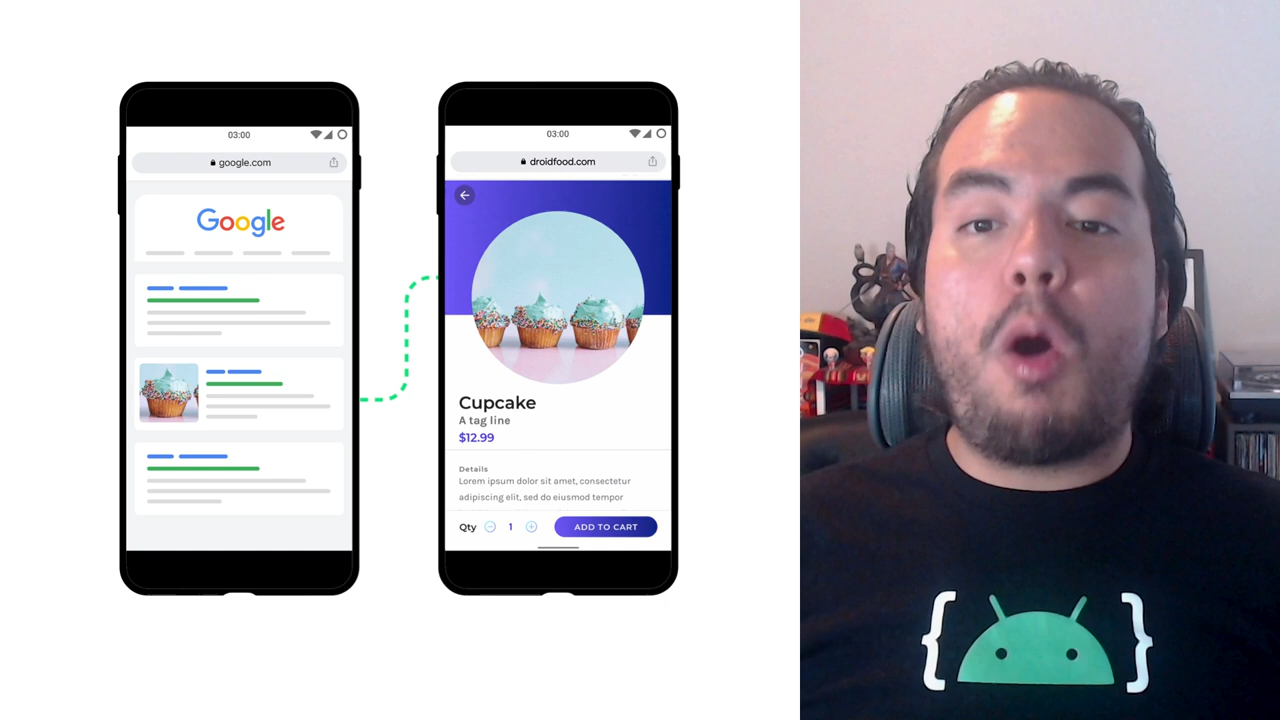 03:00
google.com
Google
03:00
droidfood.com
Cupcake
A tag line
$12.99
Details
Lorem ipsum dolor sit amet, consectetur
adipiscing elit, sed do eiusmod tempor
Qty 1 ADD TO CART
{ }